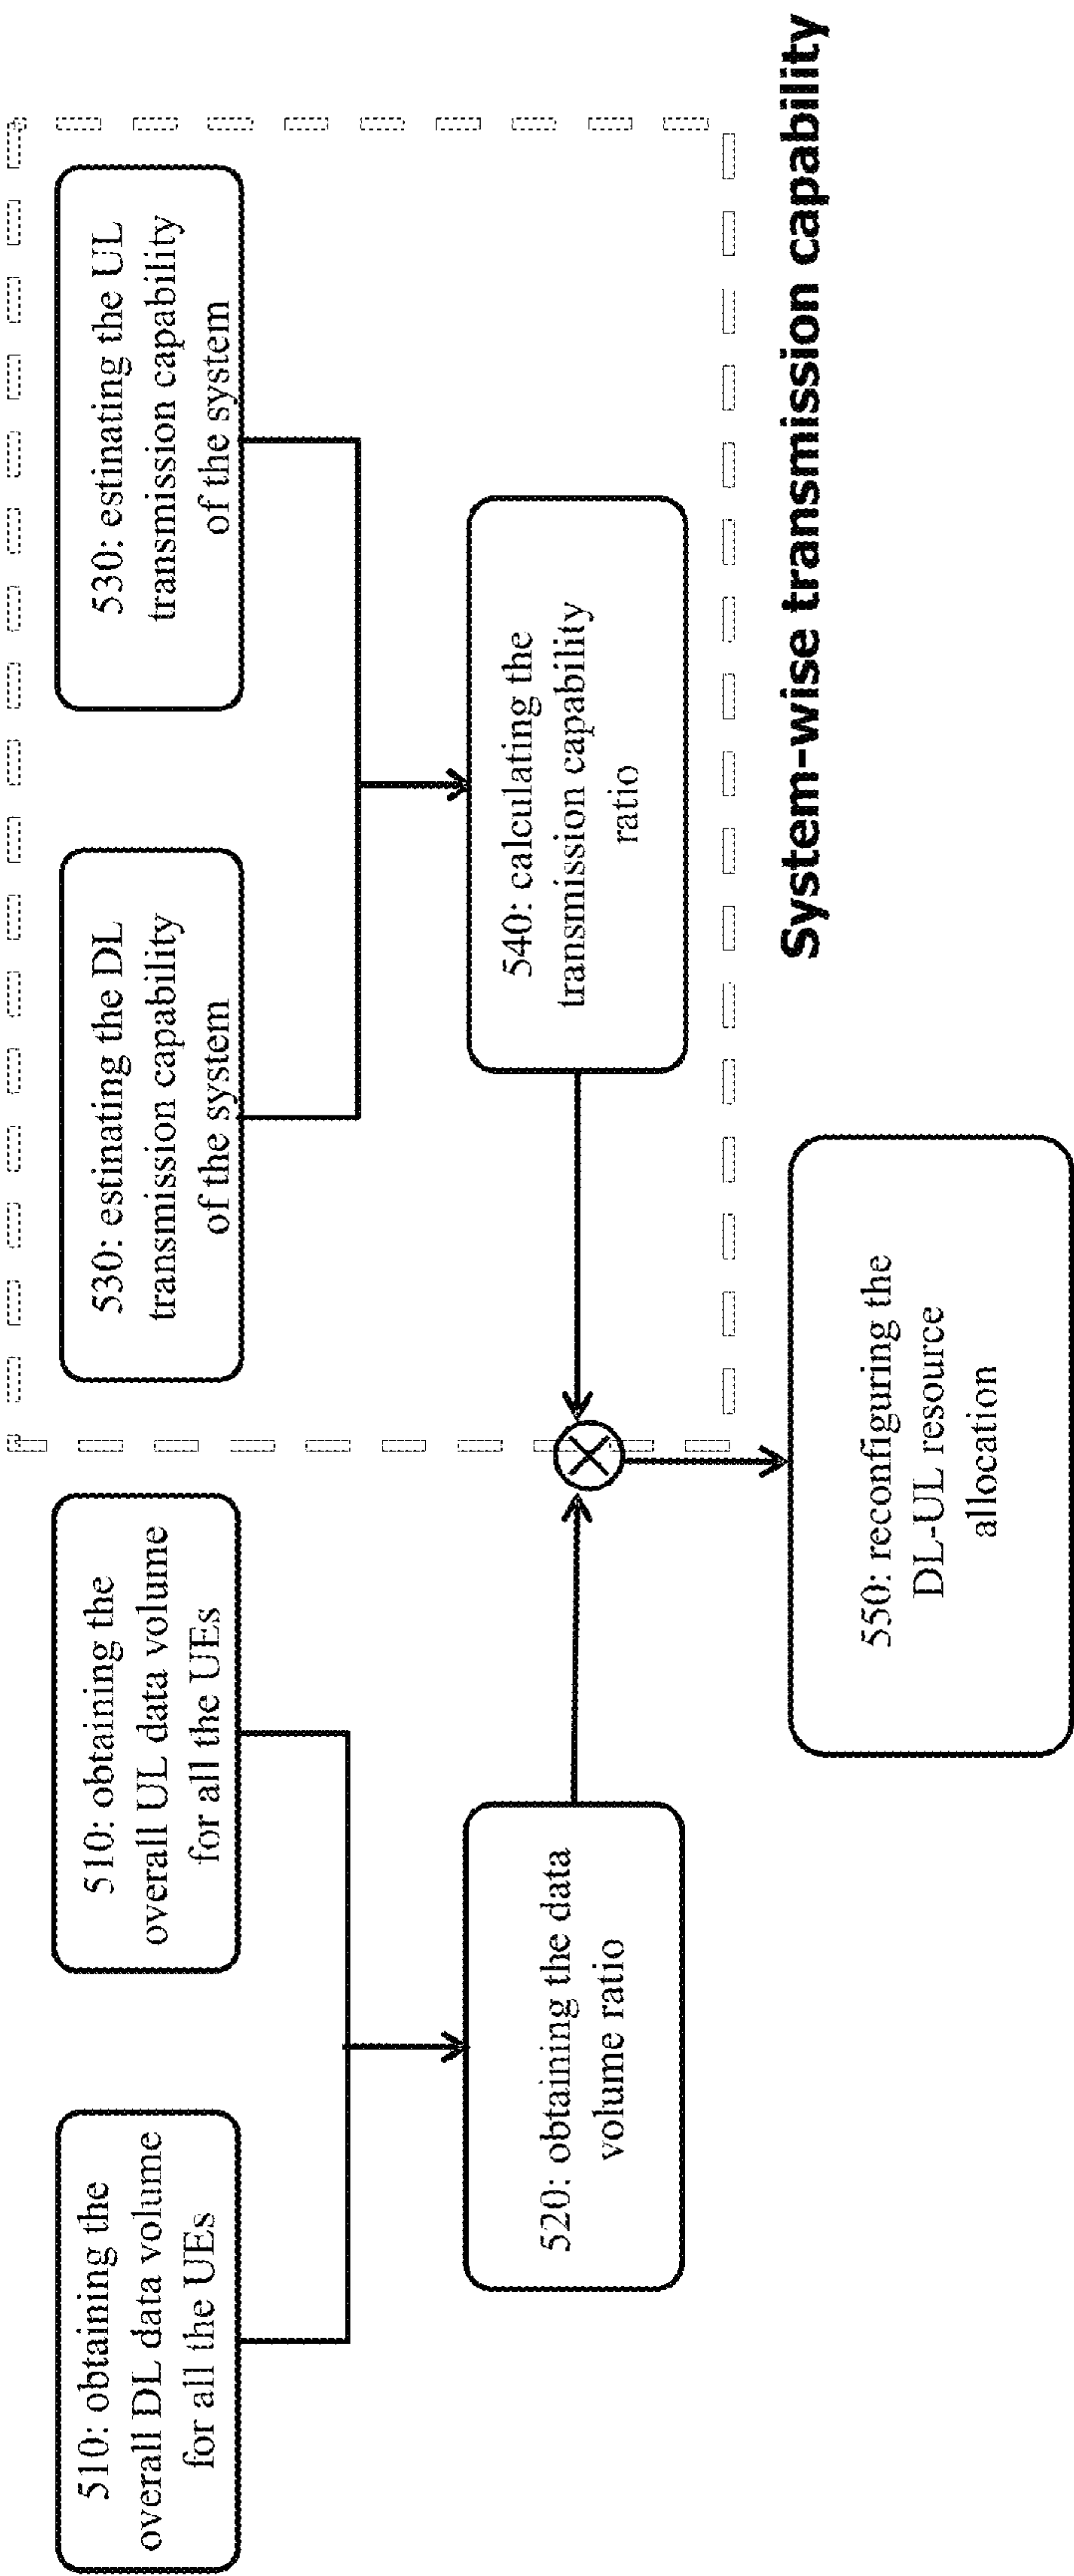 510: obtaining the
overall DL data volume
for all the UEs
510: obtaining the
overall UL data volume
for all the UEs
530: estinating the DL
transmission capability
of the system
530: estinating the UL
transmission capability
of the system
520: obtaining the data
volume ratio
540: calculating the
transmission capability
ratio
550: reconfiguring the
DL-UL resource
allocation
System-wise transmission capability